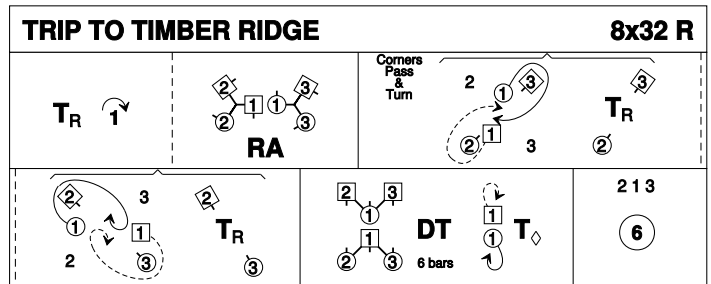 TRIP TO TIMBER RIDGE 8x32 R
Corners
Pass
&
Turn
TR 1
2 1 1 3
2 3
RA
2 1 3
1
2 3
3
TR
2
2 3
1 1
2 3
2
TR
3
2 3
1
1
2 3
DT
6 bars
1
1
T◊
2 1 3
6